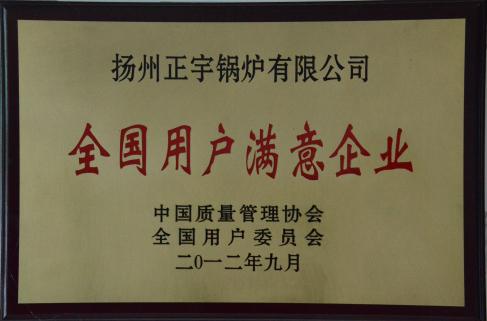 扬州正宇锅炉有限公司
全国用户满意企业
中国质量管理协会
全国用户委员会
二0一二年九月